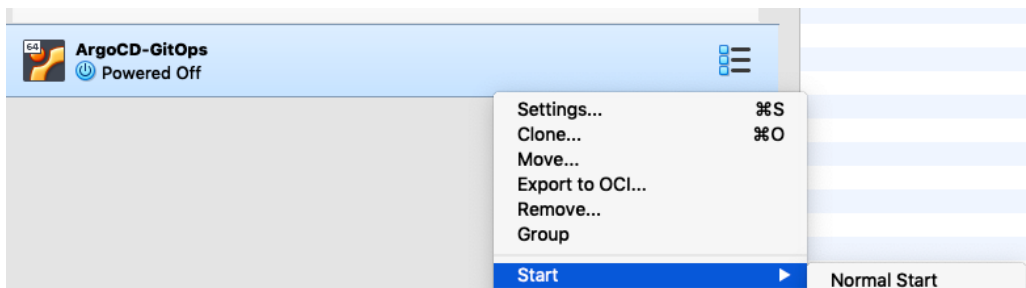 64
ArgoCD-GitOps
Powered Off
Settings... ⌘S
Clone... ⌘O
Move...
Export to OCI...
Remove...
Group
Start
Normal Start